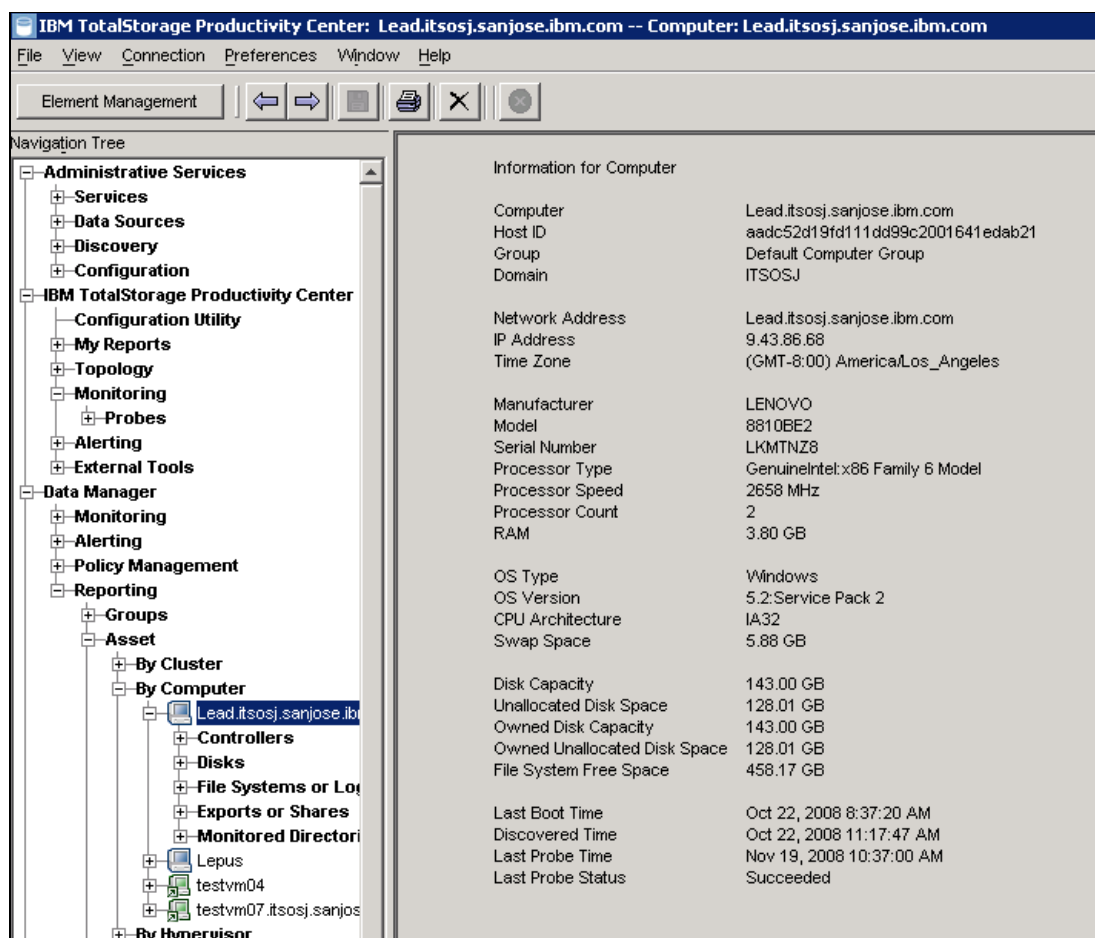 IBM TotalStorage Productivity Center: Lead.itsosj.sanjose.ibm.com -- Computer: Lead.itsosj.sanjose.ibm.com
File View Connection Preferences Window Help
Element Management
Navigation Tree
Administrative Services
Services
Data Sources
Discovery
Configuration
IBM TotalStorage Productivity Center
Configuration Utility
My Reports
Topology
Monitoring
Probes
Alerting
External Tools
Data Manager
Monitoring
Alerting
Policy Management
Reporting
Groups
Asset
By Cluster
By Computer
Lead.itsosj.sanjose.ib
Controllers
Disks
File Systems or Log
Exports or Shares
Monitored Directori
Lepus
testvm04
testvm07.itsosj.sanjos
By Hypervisor
Information for Computer
Computer Lead.itsosj.sanjose.ibm.com
Host ID aadc52d19fd111dd99c2001641edab21
Group Default Computer Group
Domain ITSOSJ
Network Address Lead.itsosj.sanjose.ibm.com
IP Address 9.43.86.68
Time Zone (GMT-8:00) America/Los_Angeles
Manufacturer LENOVO
Model 8810BE2
Serial Number LKMTNZ8
Processor Type GenuineIntel:x86 Family 6 Model
Processor Speed 2658 MHz
Processor Count 2
RAM 3.80 GB
OS Type Windows
OS Version 5.2:Service Pack 2
CPU Architecture IA32
Swap Space 5.88 GB
Disk Capacity 143.00 GB
Unallocated Disk Space 128.01 GB
Owned Disk Capacity 143.00 GB
Owned Unallocated Disk Space 128.01 GB
File System Free Space 458.17 GB
Last Boot Time Oct 22, 2008 8:37:20 AM
Discovered Time Oct 22, 2008 11:17:47 AM
Last Probe Time Nov 19, 2008 10:37:00 AM
Last Probe Status Succeeded